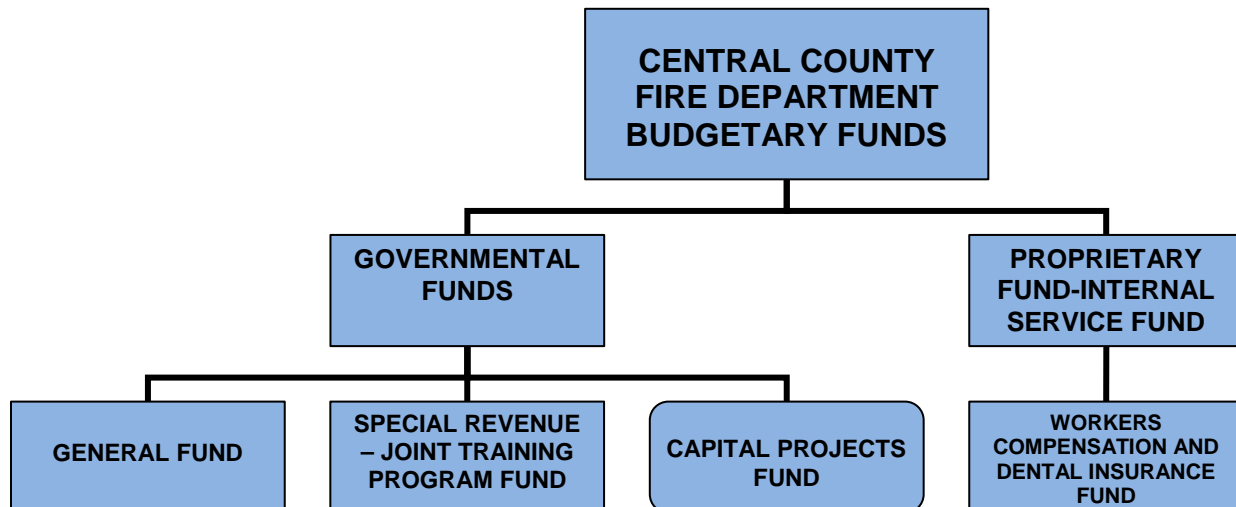 CENTRAL COUNTY
FIRE DEPARTMENT
BUDGETARY FUNDS
GOVERNMENTAL
FUNDS
PROPRIETARY
FUND-INTERNAL
SERVICE FUND
GENERAL FUND
SPECIAL REVENUE
– JOINT TRAINING
PROGRAM FUND
CAPITAL PROJECTS
FUND
WORKERS
COMPENSATION AND
DENTAL INSURANCE
FUND